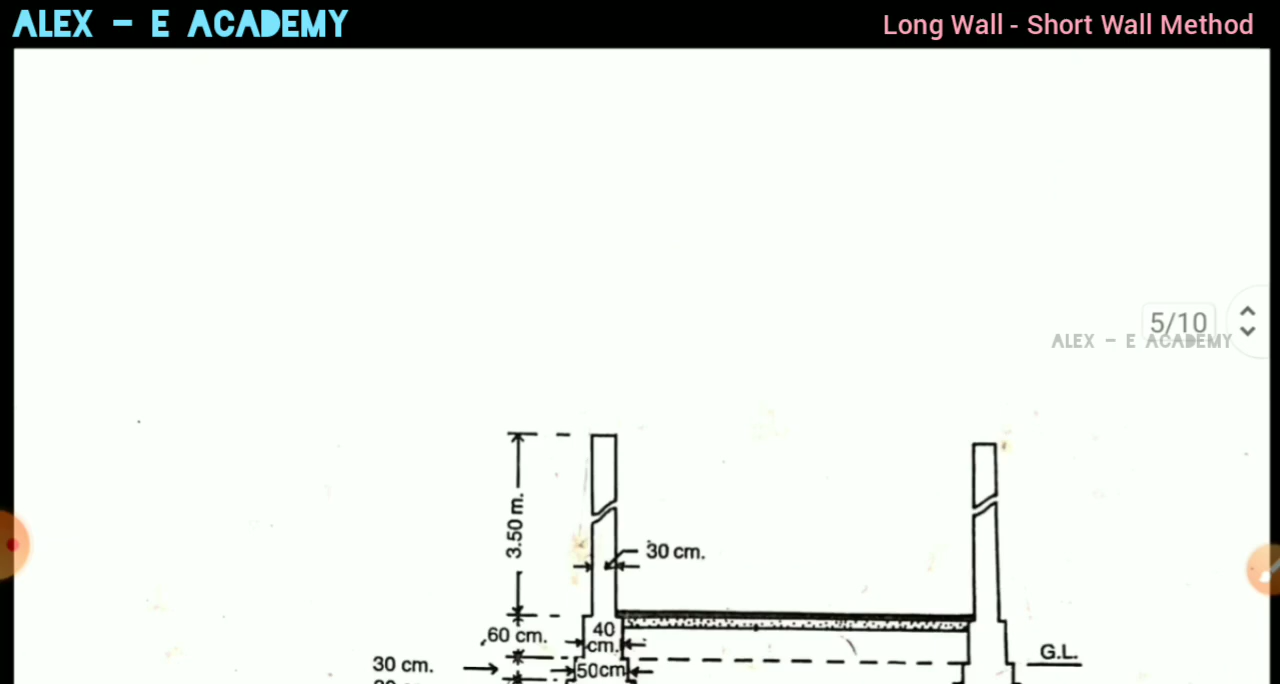 ALEX - E ACADEMY
Long Wall - Short Wall Method
5/10
ALEX - E ACADEMY
3.50 m.
30 cm.
60 cm.
40
cm.
G.L.
30 cm.
50cm